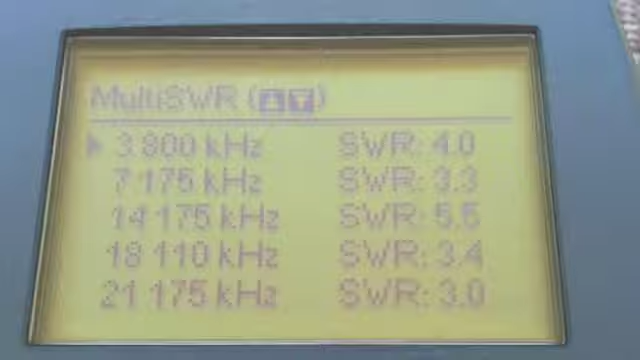 MultiSWR (▲▼)
▶ 3 800 kHz SWR: 4.0
7 175 kHz SWR: 3.3
14 175 kHz SWR: 5.5
18 110 kHz SWR: 3.4
21 175 kHz SWR: 3.0